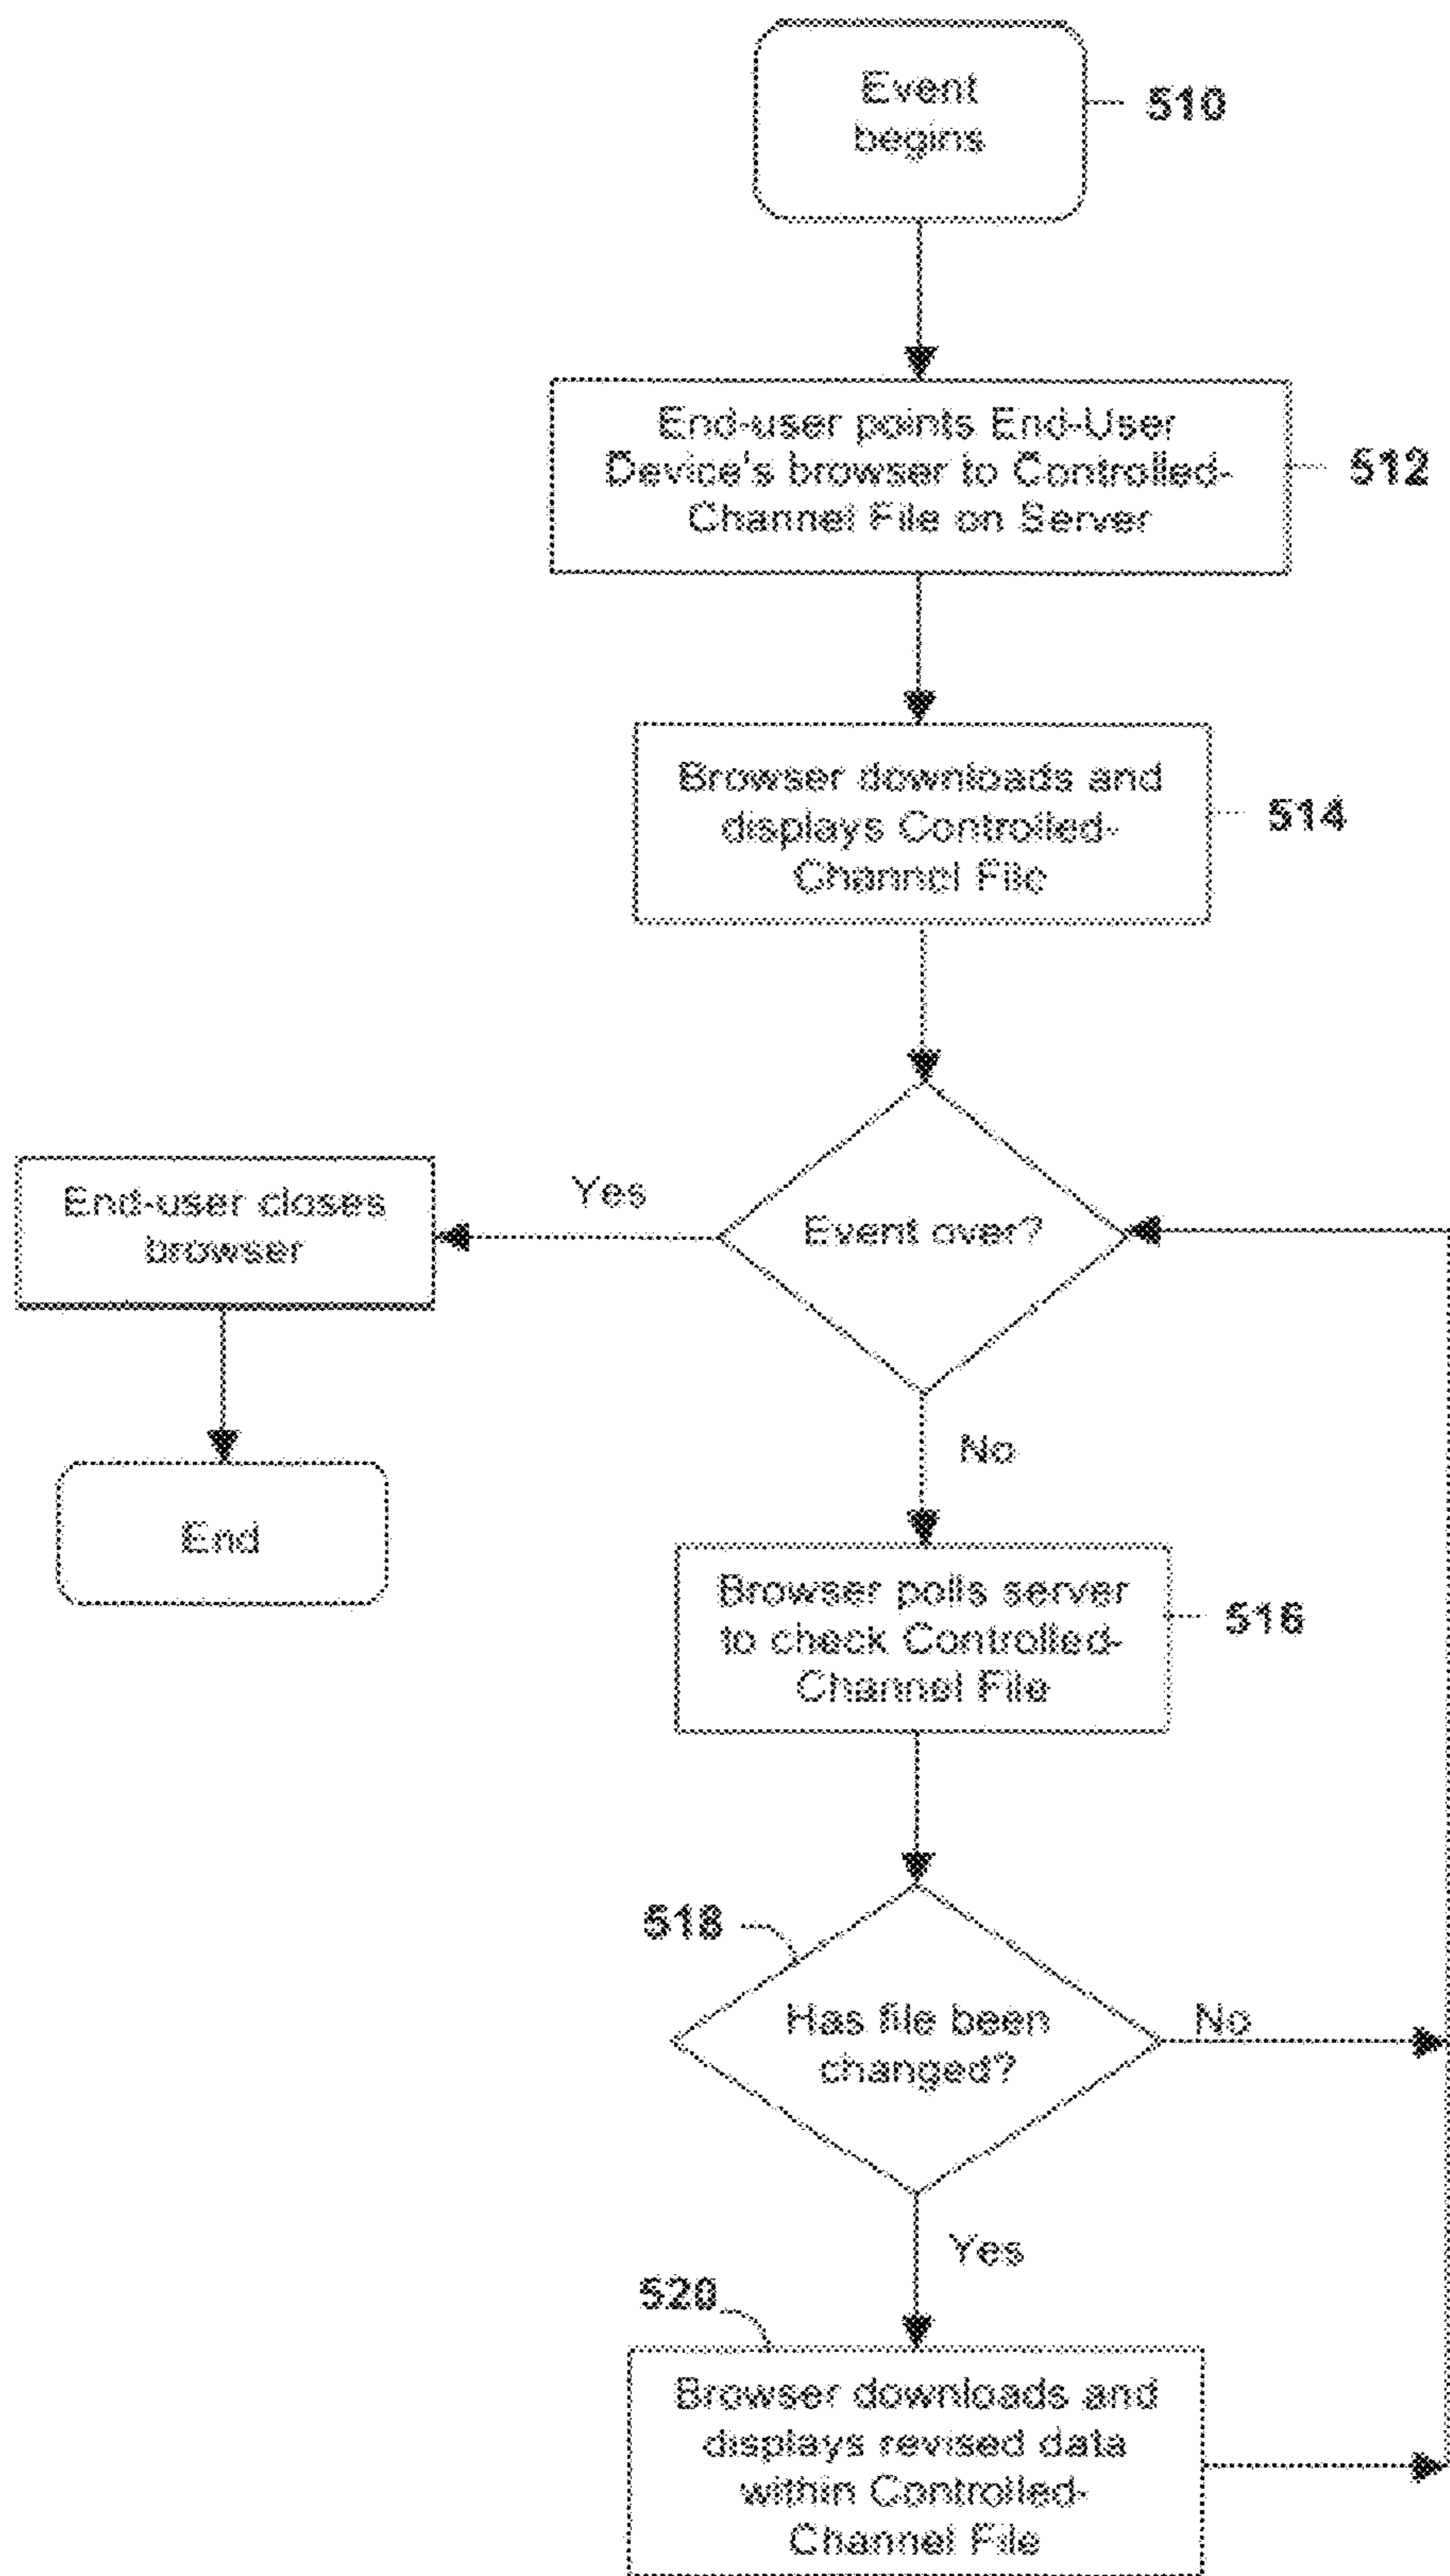 Event
begins
510
End-user points End-User
Device's browser to Controlled-
Channel File on Server
512
Browser downloads and
displays Controlled-
Channel File
514
Event over?
Yes
End-user closes
browser
End
No
Browser polls server
to check Controlled-
Channel File
516
518
Has file been
changed?
No
Yes
520
Browser downloads and
displays revised data
within Controlled-
Channel File